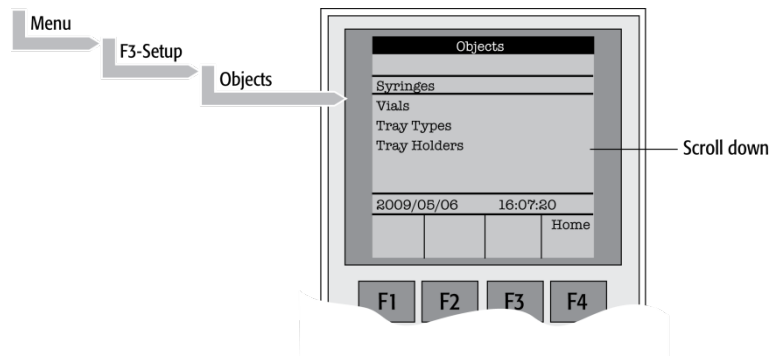 Menu
F3-Setup
Objects
Objects
Syringes
Vials
Tray Types
Tray Holders
Scroll down
2009/05/06 16:07:20
Home
F1 F2 F3 F4